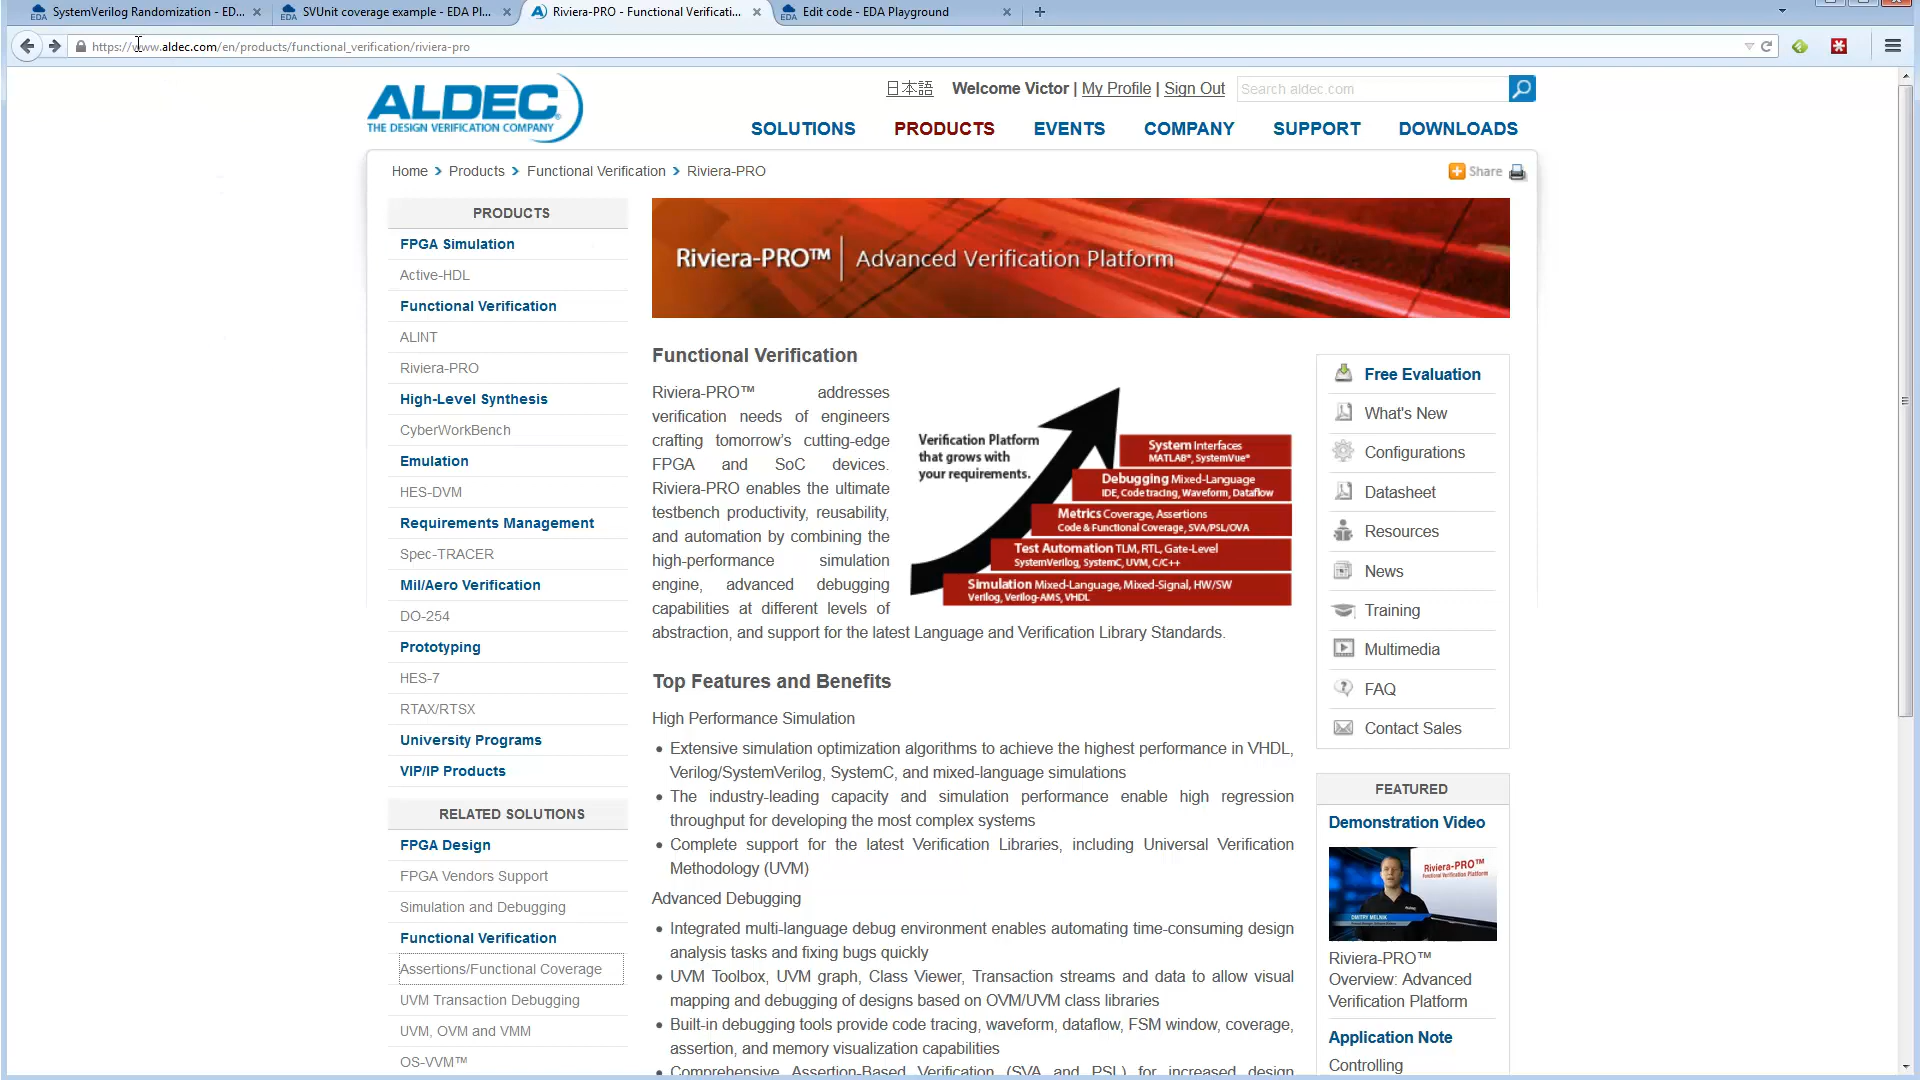 SystemVerilog Randomization - ED...
SVUnit coverage example - EDA Pl...
Riviera-PRO - Functional Verificati...
Edit code - EDA Playground
https://www.aldec.com/en/products/functional_verification/riviera-pro
ALDEC
THE DESIGN VERIFICATION COMPANY
日本語 Welcome Victor | My Profile | Sign Out
Search aldec.com
SOLUTIONS PRODUCTS EVENTS COMPANY SUPPORT DOWNLOADS
Home > Products > Functional Verification > Riviera-PRO
Share
PRODUCTS
FPGA Simulation
Active-HDL
Functional Verification
ALINT
Riviera-PRO
High-Level Synthesis
CyberWorkBench
Emulation
HES-DVM
Requirements Management
Spec-TRACER
Mil/Aero Verification
DO-254
Prototyping
HES-7
RTAX/RTSX
University Programs
VIP/IP Products
RELATED SOLUTIONS
FPGA Design
FPGA Vendors Support
Simulation and Debugging
Functional Verification
Assertions/Functional Coverage
UVM Transaction Debugging
UVM, OVM and VMM
OS-VVM™
Riviera-PRO™ | Advanced Verification Platform
Functional Verification
Riviera-PRO™ addresses
verification needs of engineers
crafting tomorrow's cutting-edge
FPGA and SoC devices.
Riviera-PRO enables the ultimate
testbench productivity, reusability,
and automation by combining the
high-performance simulation
engine, advanced debugging
capabilities at different levels of
abstraction, and support for the latest Language and Verification Library Standards.
Verification Platform
that grows with
your requirements.
System Interfaces
MATLAB®, SystemVue®
Debugging Mixed-Language
IDE, Code tracing, Waveform, Dataflow
Metrics Coverage, Assertions
Code & Functional Coverage, SVA/PSL/OVA
Test Automation TLM, RTL, Gate-Level
SystemVerilog, SystemC, UVM, C/C++
Simulation Mixed-Language, Mixed-Signal, HW/SW
Verilog, Verilog-AMS, VHDL
Top Features and Benefits
High Performance Simulation
• Extensive simulation optimization algorithms to achieve the highest performance in VHDL,
Verilog/SystemVerilog, SystemC, and mixed-language simulations
• The industry-leading capacity and simulation performance enable high regression
throughput for developing the most complex systems
• Complete support for the latest Verification Libraries, including Universal Verification
Methodology (UVM)
Advanced Debugging
• Integrated multi-language debug environment enables automating time-consuming design
analysis tasks and fixing bugs quickly
• UVM Toolbox, UVM graph, Class Viewer, Transaction streams and data to allow visual
mapping and debugging of designs based on OVM/UVM class libraries
• Built-in debugging tools provide code tracing, waveform, dataflow, FSM window, coverage,
assertion, and memory visualization capabilities
• Comprehensive Assertion-Based Verification (SVA and PSL) for increased design
Free Evaluation
What's New
Configurations
Datasheet
Resources
News
Training
Multimedia
FAQ
Contact Sales
FEATURED
Demonstration Video
Riviera-PRO™
Functional Verification Platform
DMITRY MELNIK
Riviera-PRO™
Overview: Advanced
Verification Platform
Application Note
Controlling